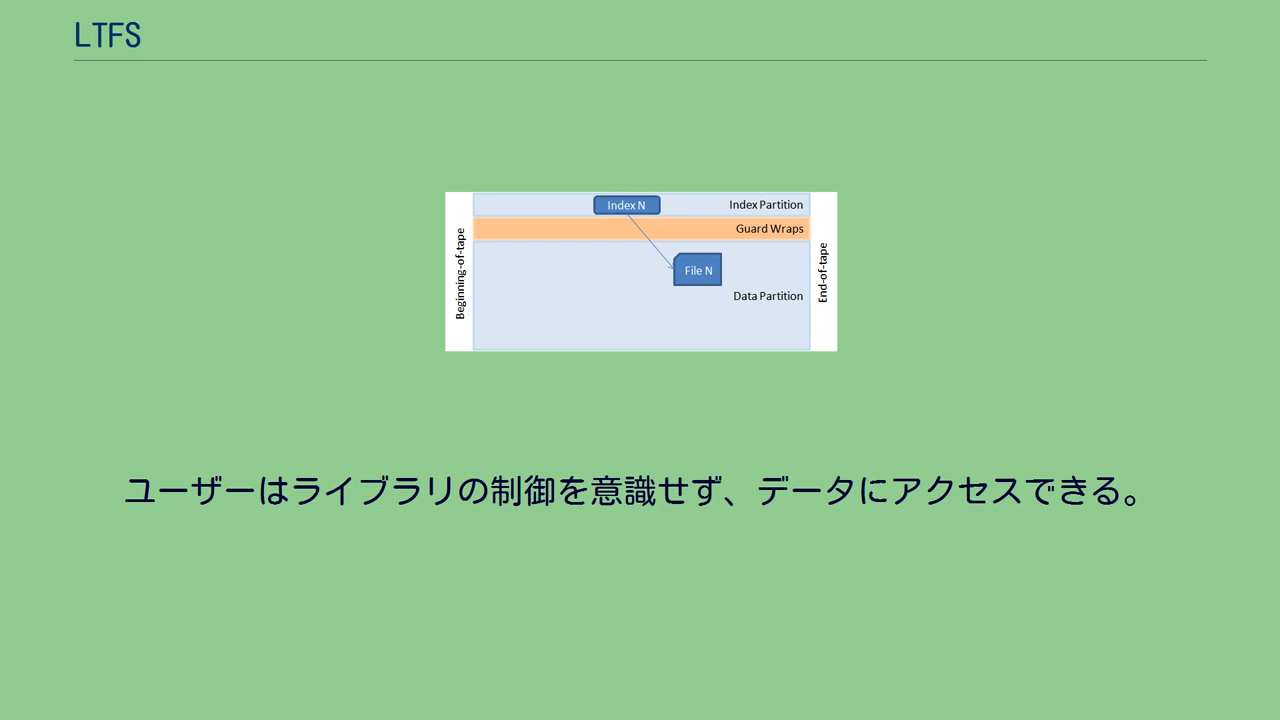 LTFS
Beginning-of-tape
Index N
Index Partition
Guard Wraps
File N
Data Partition
End-of-tape
ユーザーはライブラリの制御を意識せず、データにアクセスできる。